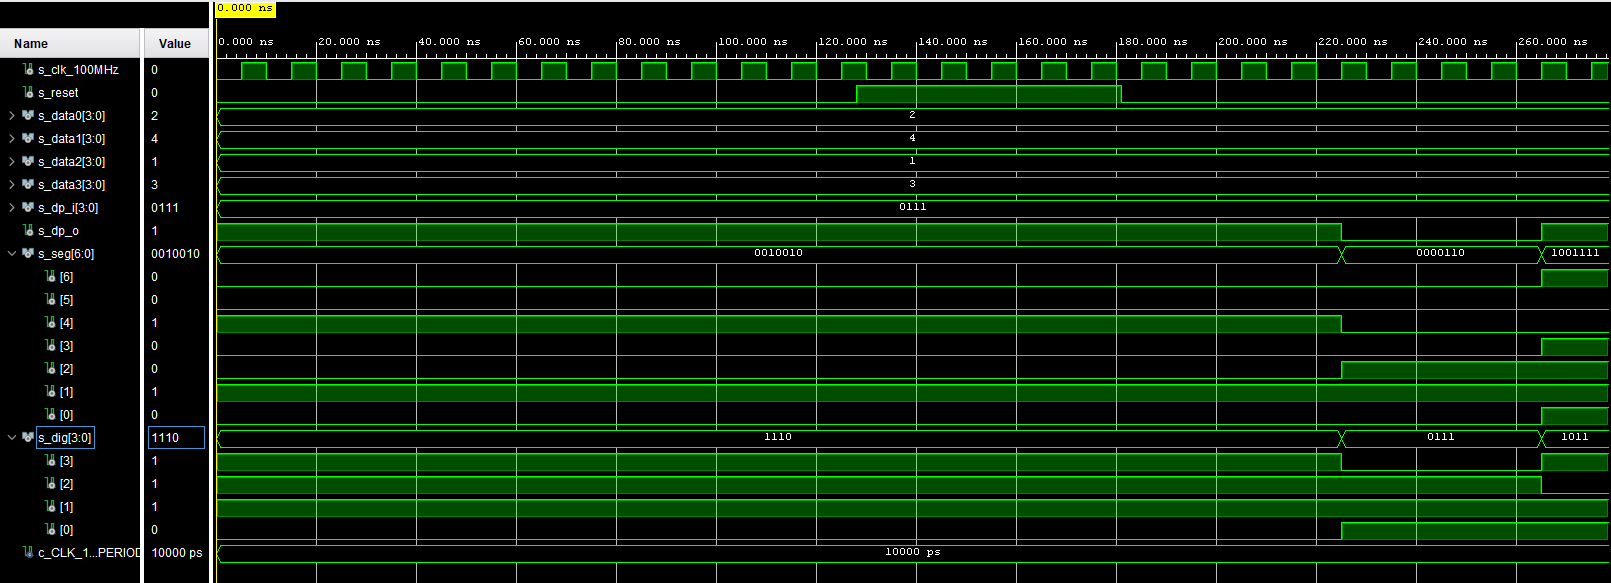 0.000 ns
Name Value 0.000 ns 20.000 ns 40.000 ns 60.000 ns 80.000 ns 100.000 ns 120.000 ns 140.000 ns 160.000 ns 180.000 ns 200.000 ns 220.000 ns 240.000 ns 260.000 ns
s_clk_100MHz 0
s_reset 0
s_data0[3:0] 2 2
s_data1[3:0] 4 4
s_data2[3:0] 1 1
s_data3[3:0] 3 3
s_dp_i[3:0] 0111 0111
s_dp_o 1
s_seg[6:0] 0010010 0010010 0000110 1001111
[6] 0
[5] 0
[4] 1
[3] 0
[2] 0
[1] 1
[0] 0
s_dig[3:0] 1110 1110 0111 1011
[3] 1
[2] 1
[1] 1
[0] 0
c_CLK_1...PERIOD 10000 ps 10000 ps